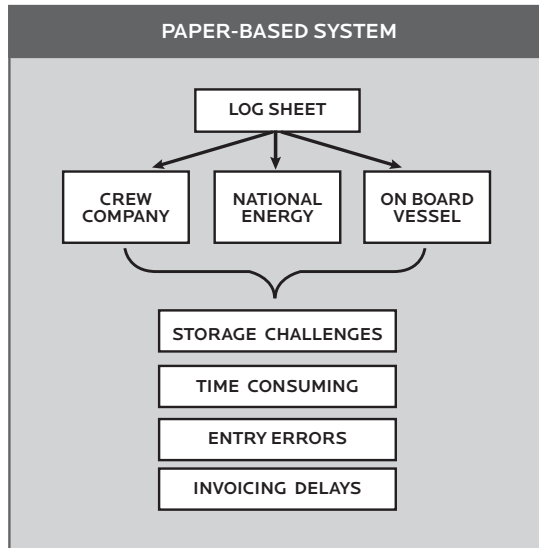 PAPER-BASED SYSTEM
LOG SHEET
CREW
COMPANY
NATIONAL
ENERGY
ON BOARD
VESSEL
STORAGE CHALLENGES
TIME CONSUMING
ENTRY ERRORS
INVOICING DELAYS